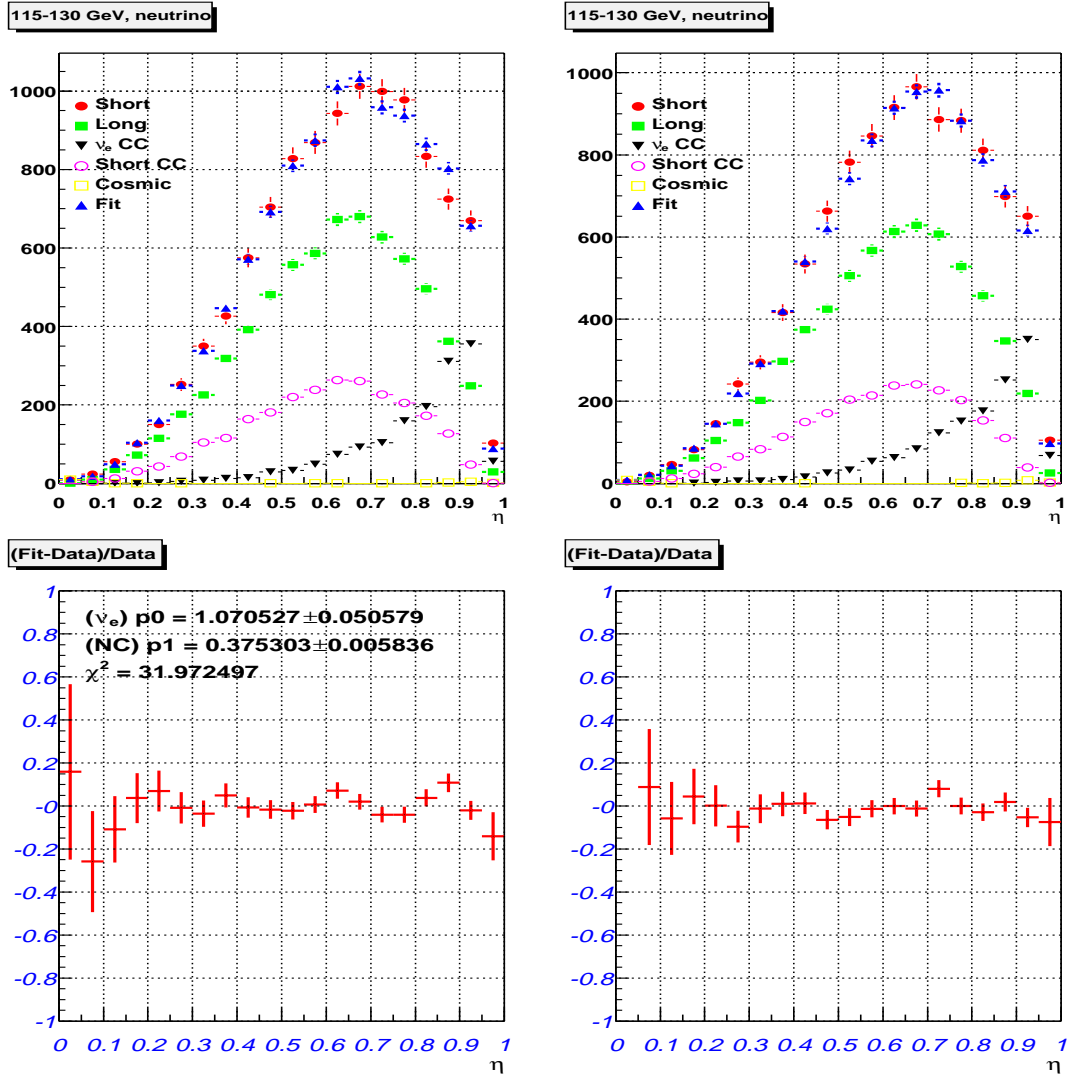 115-130 GeV, neutrino
1000
800
600
400
200
0
Short
Long
νe CC
Short CC
Cosmic
Fit
0 0.1 0.2 0.3 0.4 0.5 0.6 0.7 0.8 0.9 1
η
115-130 GeV, neutrino
1000
800
600
400
200
0
Short
Long
νe CC
Short CC
Cosmic
Fit
0 0.1 0.2 0.3 0.4 0.5 0.6 0.7 0.8 0.9 1
η
(Fit-Data)/Data
1
0.8
0.6
0.4
0.2
-0
-0.2
-0.4
-0.6
-0.8
-1
(νe) p0 = 1.070527±0.050579
(NC) p1 = 0.375303±0.005836
χ² = 31.972497
0 0.1 0.2 0.3 0.4 0.5 0.6 0.7 0.8 0.9 1
η
(Fit-Data)/Data
1
0.8
0.6
0.4
0.2
-0
-0.2
-0.4
-0.6
-0.8
-1
0 0.1 0.2 0.3 0.4 0.5 0.6 0.7 0.8 0.9 1
η